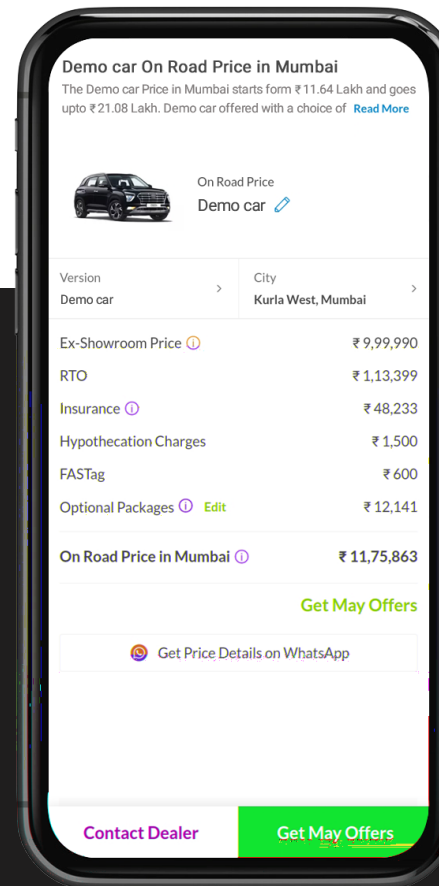 Demo car On Road Price in Mumbai
The Demo car Price in Mumbai starts form ₹11.64 Lakh and goes
upto ₹21.08 Lakh. Demo car offered with a choice of Read More
On Road Price
Demo car
Version
Demo car
City
Kurla West, Mumbai
Ex-Showroom Price ₹ 9,99,990
RTO ₹ 1,13,399
Insurance ₹ 48,233
Hypothecation Charges ₹ 1,500
FASTag ₹ 600
Optional Packages Edit ₹ 12,141
On Road Price in Mumbai ₹ 11,75,863
Get May Offers
Get Price Details on WhatsApp
Contact Dealer Get May Offers